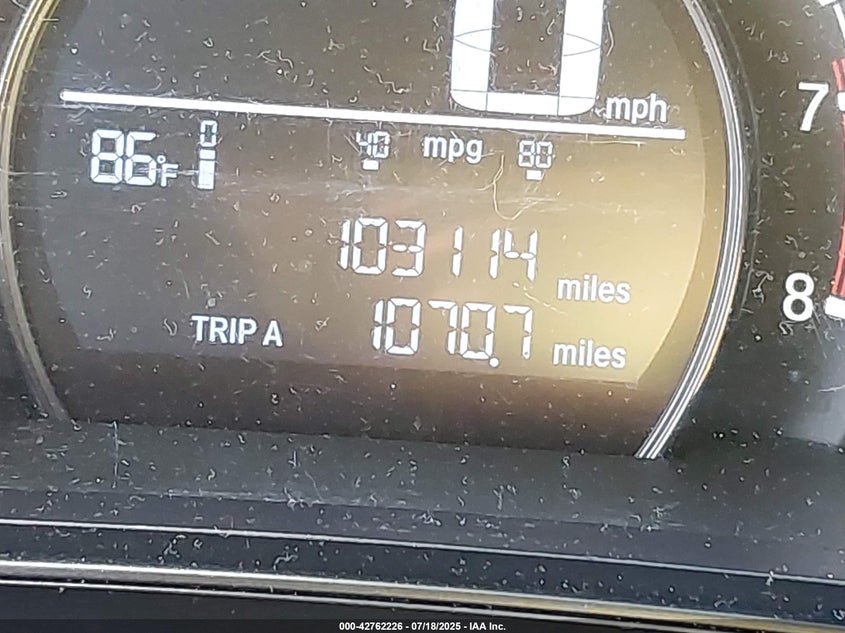 0 mph
7
86°F 0 40 mpg 80
103114 miles
8
TRIP A 1070.7 miles
000-42762226 - 07/18/2025 - IAA Inc.